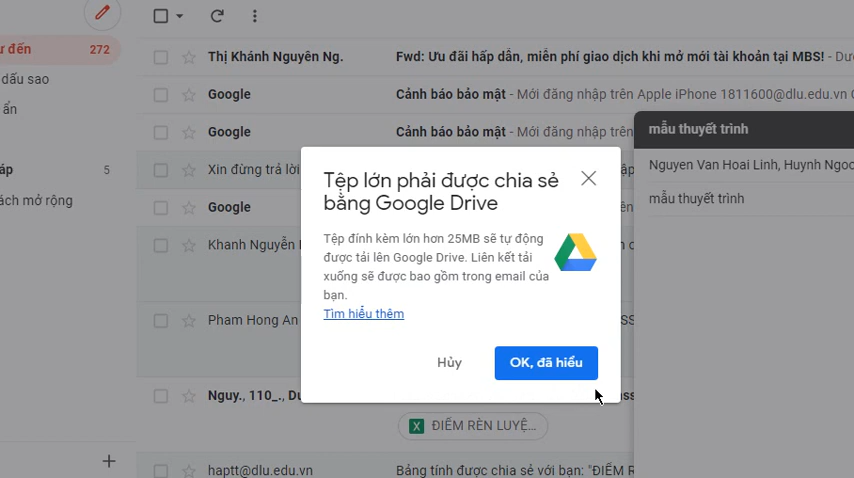 ư đến 272
dấu sao
ẩn
áp 5
ách mở rộng
Thị Khánh Nguyên Ng. Fwd: Ưu đãi hấp dẫn, miễn phí giao dịch khi mở mới tài khoản tại MBS! - Dư
Google Cảnh báo bảo mật - Mới đăng nhập trên Apple iPhone 1811600@dlu.edu.vn
Google Cảnh báo bảo mật - Mới đăng nhập trên
Xin đừng trả lời
Google
Khanh Nguyễn
Pham Hong An
Nguy., 110_., Dư
ĐIỂM RÈN LUYỆ...
haptt@dlu.edu.vn Bảng tính được chia sẻ với bạn: "ĐIỂM R
mẫu thuyết trình
Nguyen Van Hoai Linh, Huynh Ngoc
mẫu thuyết trình
Tệp lớn phải được chia sẻ
bằng Google Drive
Tệp đính kèm lớn hơn 25MB sẽ tự động
được tải lên Google Drive. Liên kết tải
xuống sẽ được bao gồm trong email của
bạn.
Tìm hiểu thêm
Hủy
OK, đã hiểu